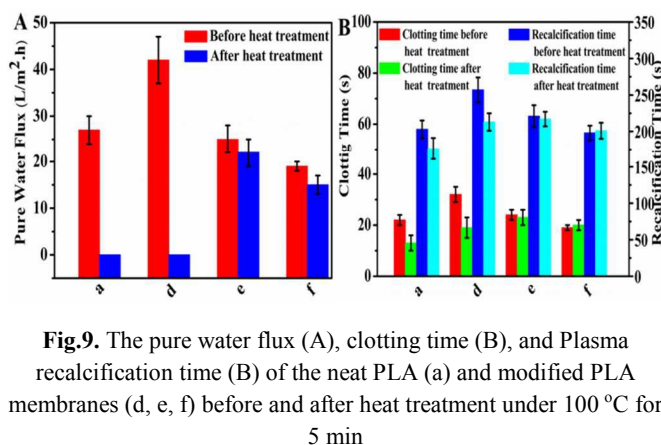 A
Before heat treatment
After heat treatment
Pure Water Flux (L/m².h)
50
40
30
20
10
0
a
d
e
f
B
Clotting time before
heat treatment
Clotting time after
heat treatment
Recalcification time
before heat treatment
Recalcification time
after heat treatment
Clottig Time (s)
100
80
60
40
20
0
a
d
e
f
350
300
250
200
150
100
50
0
Recalcification Time (s)
Fig.9. The pure water flux (A), clotting time (B), and Plasma
recalcification time (B) of the neat PLA (a) and modified PLA
membranes (d, e, f) before and after heat treatment under 100 °C for
5 min